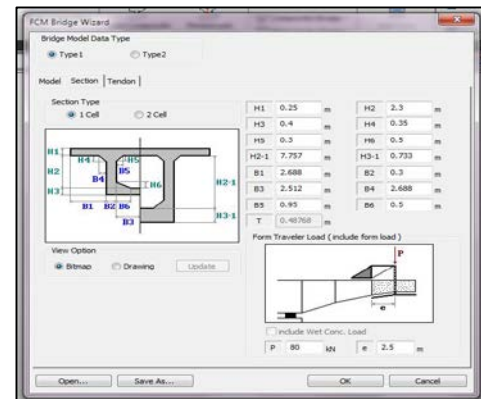 FCM Bridge Wizard
Bridge Model Data Type
Type1 Type2
Model Section Tendon
Section Type
1 Cell 2 Cell
H1 H4 H5 B5 B4 H2 H6 H2-1 H3 B1 B2 B6 B3 H3-1
H1 0.25 m H2 2.3 m
H3 0.4 m H4 0.35 m
H5 0.3 m H6 0.5 m
H2-1 7.757 m H3-1 0.733 m
B1 2.688 m B2 0.3 m
B3 2.512 m B4 2.688 m
B5 0.95 m B6 0.5 m
T 0.48768 m
View Option
Bitmap Drawing Update
Form Traveler Load ( include form load )
P
e
include Wet Conc. Load
P 80 kN e 2.5 m
Open... Save As... OK Cancel